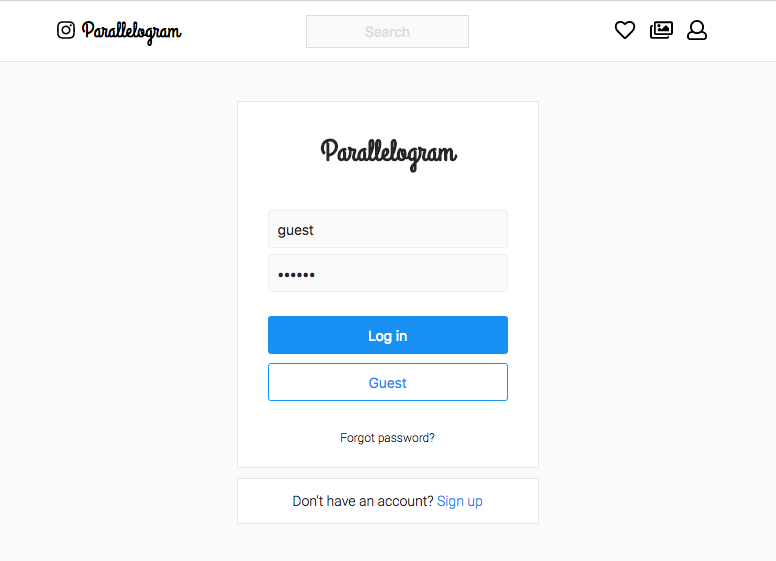 Parallelogram
Search
Parallelogram
guest
••••••
Log in
Guest
Forgot password?
Don't have an account? Sign up